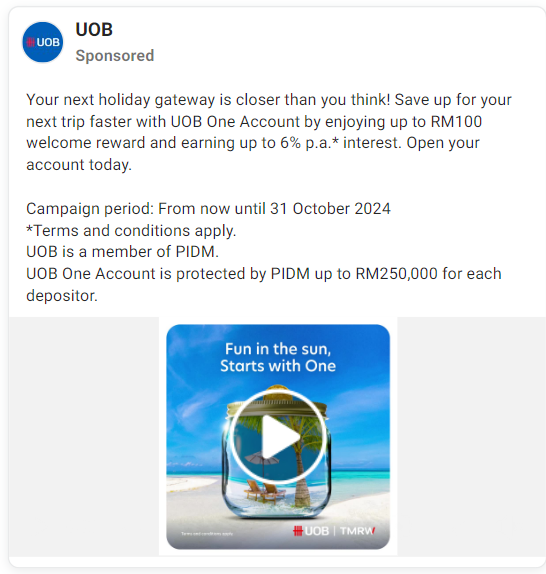 UOB
UOB
Sponsored
Your next holiday gateway is closer than you think! Save up for your
next trip faster with UOB One Account by enjoying up to RM100
welcome reward and earning up to 6% p.a.* interest. Open your
account today.
Campaign period: From now until 31 October 2024
*Terms and conditions apply.
UOB is a member of PIDM.
UOB One Account is protected by PIDM up to RM250,000 for each
depositor.
Fun in the sun,
Starts with One
Terms and conditions apply.
UOB | TMRW